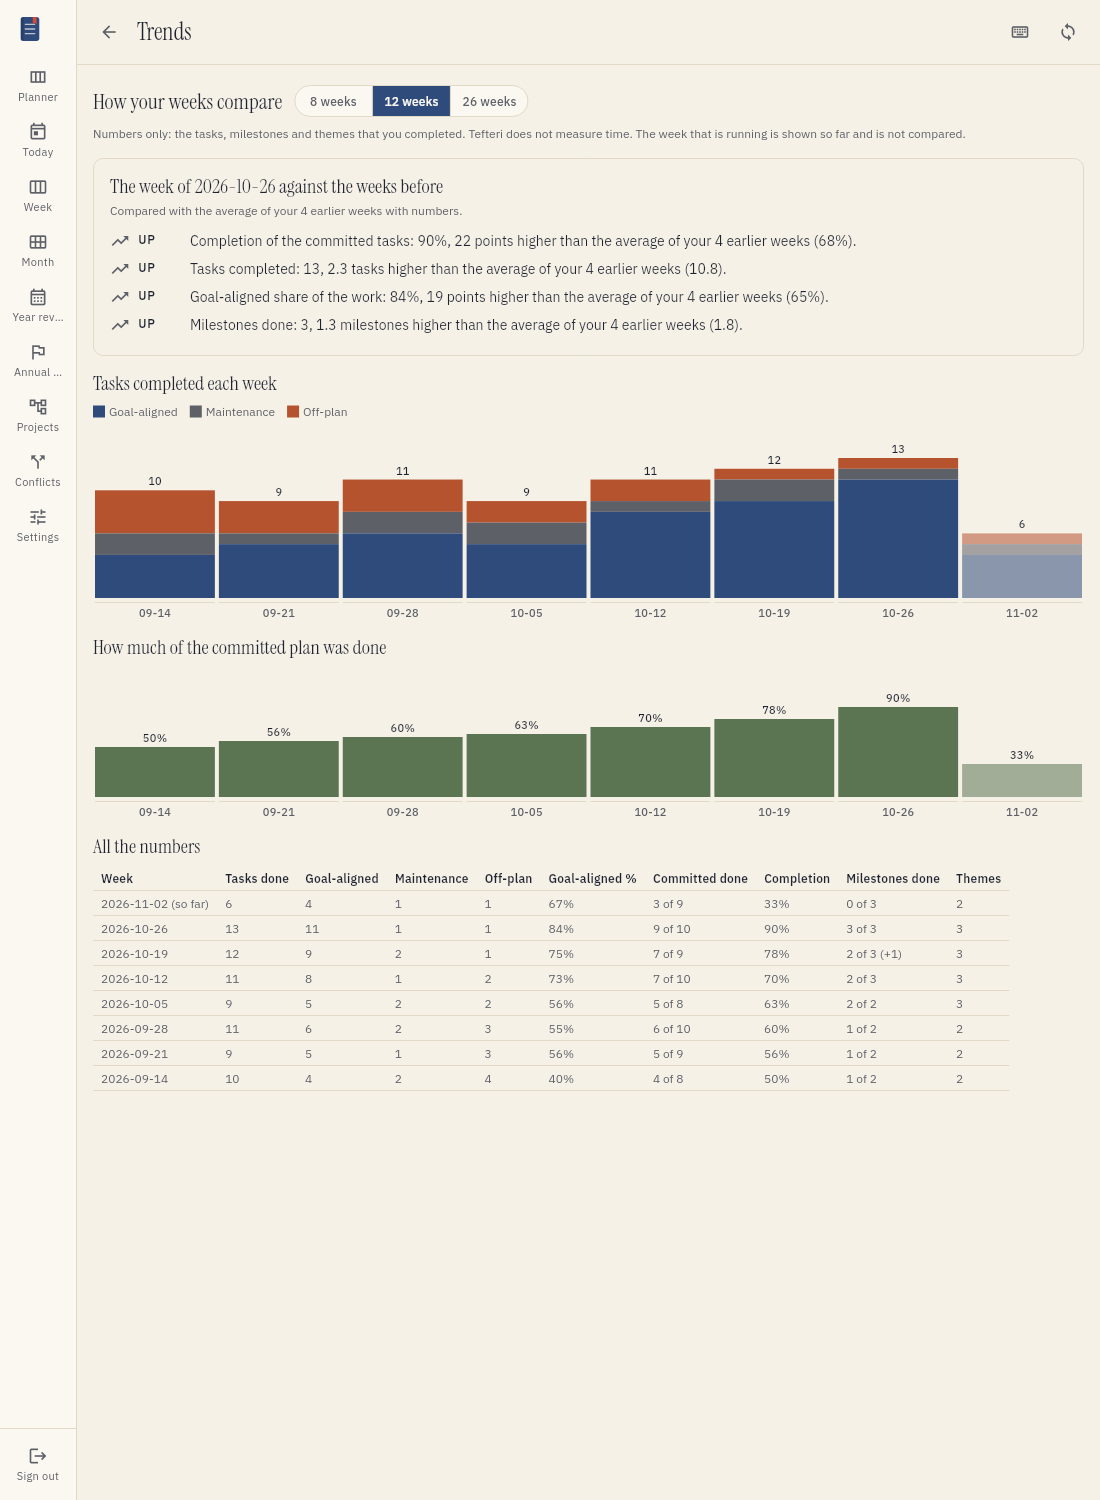 Trends
Planner
Today
Week
Month
Year rev...
Annual ...
Projects
Conflicts
Settings
Sign out
How your weeks compare
8 weeks 12 weeks 26 weeks
Numbers only: the tasks, milestones and themes that you completed. Tefteri does not measure time. The week that is running is shown so far and is not compared.
The week of 2026-10-26 against the weeks before
Compared with the average of your 4 earlier weeks with numbers.
UP Completion of the committed tasks: 90%, 22 points higher than the average of your 4 earlier weeks (68%).
UP Tasks completed: 13, 2.3 tasks higher than the average of your 4 earlier weeks (10.8).
UP Goal-aligned share of the work: 84%, 19 points higher than the average of your 4 earlier weeks (65%).
UP Milestones done: 3, 1.3 milestones higher than the average of your 4 earlier weeks (1.8).
Tasks completed each week
Goal-aligned Maintenance Off-plan
10 9 11 9 11 12 13 6
09-14 09-21 09-28 10-05 10-12 10-19 10-26 11-02
How much of the committed plan was done
50% 56% 60% 63% 70% 78% 90% 33%
09-14 09-21 09-28 10-05 10-12 10-19 10-26 11-02
All the numbers
Week Tasks done Goal-aligned Maintenance Off-plan Goal-aligned % Committed done Completion Milestones done Themes
2026-11-02 (so far) 6 4 1 1 67% 3 of 9 33% 0 of 3 2
2026-10-26 13 11 1 1 84% 9 of 10 90% 3 of 3 3
2026-10-19 12 9 2 1 75% 7 of 9 78% 2 of 3 (+1) 3
2026-10-12 11 8 1 2 73% 7 of 10 70% 2 of 3 3
2026-10-05 9 5 2 2 56% 5 of 8 63% 2 of 2 3
2026-09-28 11 6 2 3 55% 6 of 10 60% 1 of 2 2
2026-09-21 9 5 1 3 56% 5 of 9 56% 1 of 2 2
2026-09-14 10 4 2 4 40% 4 of 8 50% 1 of 2 2